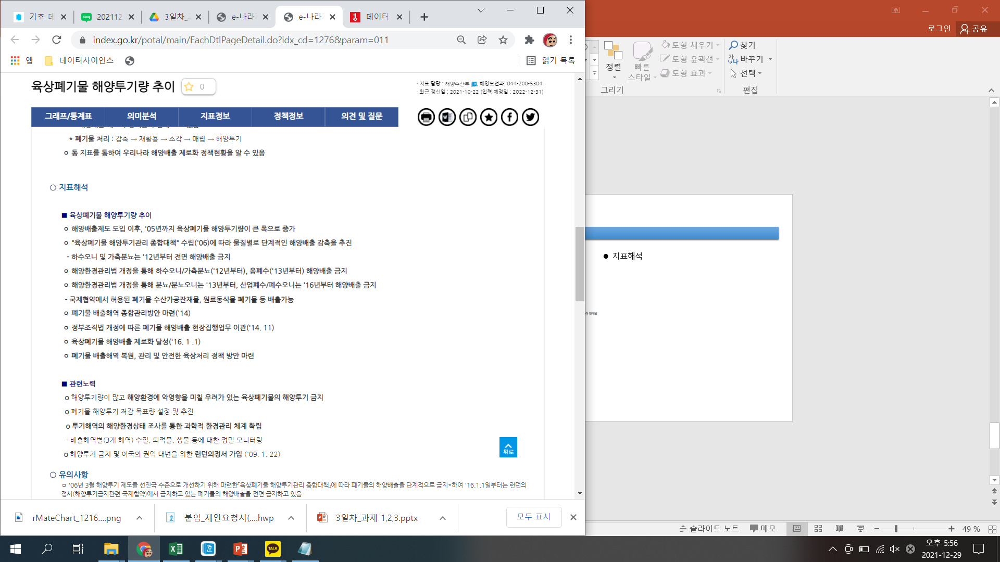 기초 데
202112
3일차_
e-나라
e-나라
데이터
index.go.kr/potal/main/EachDtlPageDetail.do?idx_cd=1276&param=011
앱
데이터사이언스
읽기 목록
육상폐기물 해양투기량 추이
0
· 지표 담당 : 해양수산부 , 해양보전과, 044-200-5304
· 최근 갱신일 : 2021-10-22 (입력 예정일 : 2022-12-31)
그래프/통계표 의미분석 지표정보 정책정보 의견 및 질문
* 폐기물 처리 : 감축 → 재활용 → 소각 → 매립 → 해양투기
ㅇ 동 지표를 통하여 우리나라 해양배출 제로화 정책현황을 알 수 있음
○ 지표해석
■ 육상폐기물 해양투기량 추이
ㅇ 해양배출제도 도입 이후, '05년까지 육상폐기물 해양투기량이 큰 폭으로 증가
ㅇ "육상폐기물 해양투기관리 종합대책" 수립('06)에 따라 물질별로 단계적인 해양배출 감축을 추진
- 하수오니 및 가축분뇨는 '12년부터 전면 해양배출 금지
ㅇ 해양환경관리법 개정을 통해 하수오니/가축분뇨('12년부터), 음폐수('13년부터) 해양배출 금지
ㅇ 해양환경관리법 개정을 통해 분뇨/분뇨오니는 '13년부터, 산업폐수/폐수오니는 '16년부터 해양배출 금지
- 국제협약에서 허용된 폐기물 수산가공잔재물, 원료동식물 폐기물 등 배출가능
ㅇ 폐기물 배출해역 종합관리방안 마련('14)
ㅇ 정부조직법 개정에 따른 폐기물 해양배출 현장집행업무 이관('14. 11)
ㅇ 육상폐기물 해양배출 제로화 달성('16. 1 .1)
ㅇ 폐기물 배출해역 복원, 관리 및 안전한 육상처리 정책 방안 마련
■ 관련노력
o 해양투기량이 많고 해양환경에 악영향을 미칠 우려가 있는 육상폐기물의 해양투기 금지
o 폐기물 해양투기 저감 목표량 설정 및 추진
o 투기해역의 해양환경상태 조사를 통한 과학적 환경관리 체계 확립
- 배출해역별(3개 해역) 수질, 퇴적물, 생물 등에 대한 정밀 모니터링
o 해양투기 금지 및 아국의 권익 대변을 위한 런던의정서 가입 ('09. 1. 22)
위로
○ 유의사항
ㅁ '06년 3월 해양투기 제도를 선진국 수준으로 개선하기 위해 마련한「육상폐기물 해양투기관리 종합대책」에 따라 폐기물의 해양배출을 단계적으로 금지*하여 '16.1.1일부터는 런던의
정서(해양투기금지관련 국제협약)에서 금지하고 있는 폐기물의 해양배출을 전면 금지하고 있음
rMateChart_1216....png
붙임_제안요청서(....hwp
3일차_과제 1,2,3.pptx
모두 표시
로그인
공유
정렬
빠른
스타일
도형 채우기
도형 윤곽선
도형 효과
그리기
찾기
바꾸기
선택
편집
● 지표해석
단계별
슬라이드 노트
메모
49 %
TALK
오후 5:56
2021-12-29